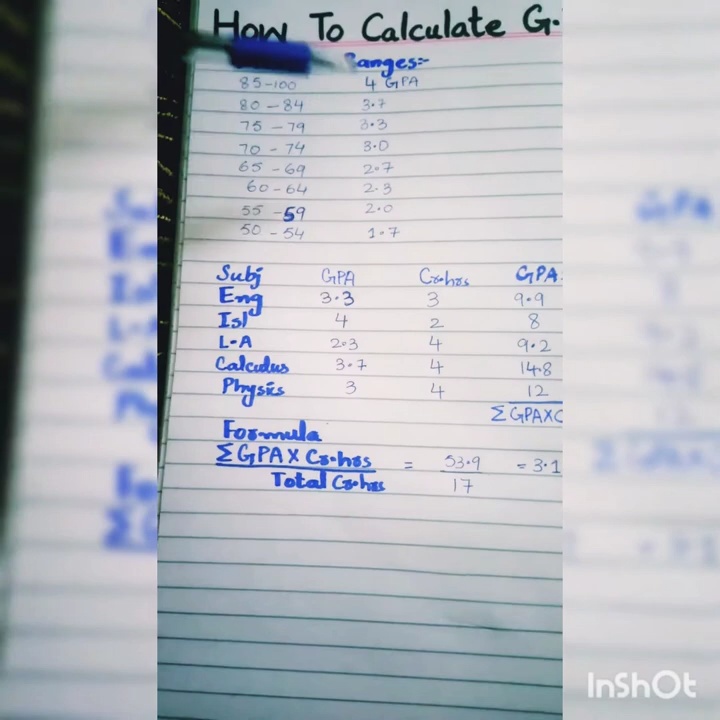 How To Calculate G.
Ranges:-
85-100 4 GPA
80-84 3.7
75-79 3.3
70-74 3.0
65-69 2.7
60-64 2.3
55-59 2.0
50-54 1.7
Subj GPA Cr.hrs GPA
Eng 3.3 3 9.9
Isl 4 2 8
L.A 2.3 4 9.2
Calculus 3.7 4 14.8
Physics 3 4 12
Σ GPAXC
Formula
ΣGPA X Cr.hrs = 53.9 = 3.1
Total Cr.hrs 17
InShOt